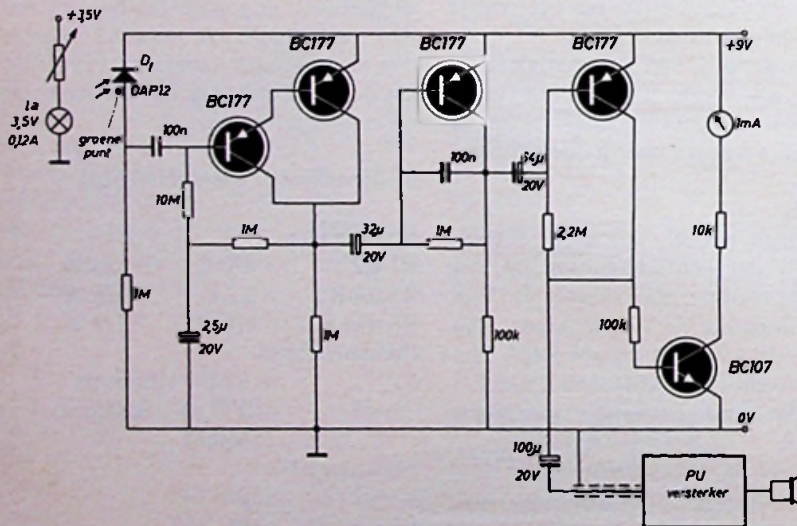 +3,5V
La
3,5V
0,12A
D1
OAP12
groene
punt
100n
BC177
BC177
BC177
BC177
+9V
1mA
10M
1M
32µ
20V
100n
1M
64µ
20V
2,2M
10k
1M
2,5µ
20V
1M
100k
100k
BC107
0V
100µ
20V
PU
versterker